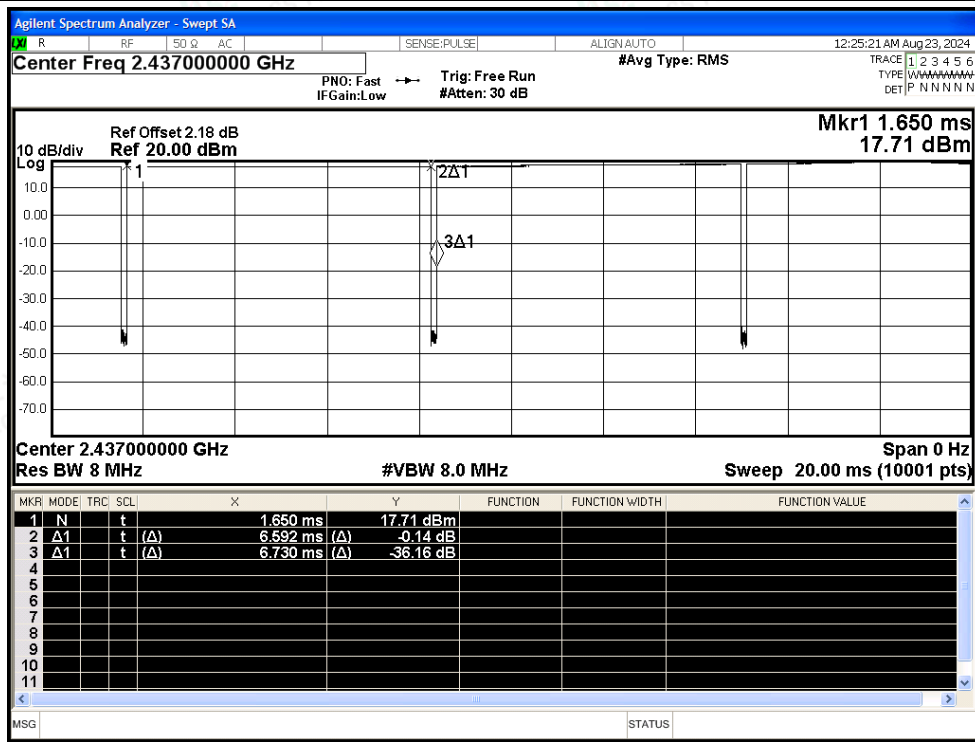 Agilent Spectrum Analyzer - Swept SA
LXI R RF 50 Ω AC SENSE:PULSE ALIGN AUTO 12:25:21 AM Aug 23, 2024
Center Freq 2.437000000 GHz #Avg Type: RMS TRACE 1 2 3 4 5 6
PNO: Fast Trig: Free Run TYPE
IFGain:Low #Atten: 30 dB DET P N N N N N
Mkr1 1.650 ms
Ref Offset 2.18 dB
10 dB/div Ref 20.00 dBm 17.71 dBm
Log
1 2Δ1
10.0
0.00
-10.0 3Δ1
-20.0
-30.0
-40.0
-50.0
-60.0
-70.0
Center 2.437000000 GHz Span 0 Hz
Res BW 8 MHz #VBW 8.0 MHz Sweep 20.00 ms (10001 pts)
MKR MODE TRC SCL X Y FUNCTION FUNCTION WIDTH FUNCTION VALUE
1 N t 1.650 ms 17.71 dBm
2 Δ1 t (Δ) 6.592 ms (Δ) -0.14 dB
3 Δ1 t (Δ) 6.730 ms (Δ) -36.16 dB
4
5
6
7
8
9
10
11
MSG STATUS